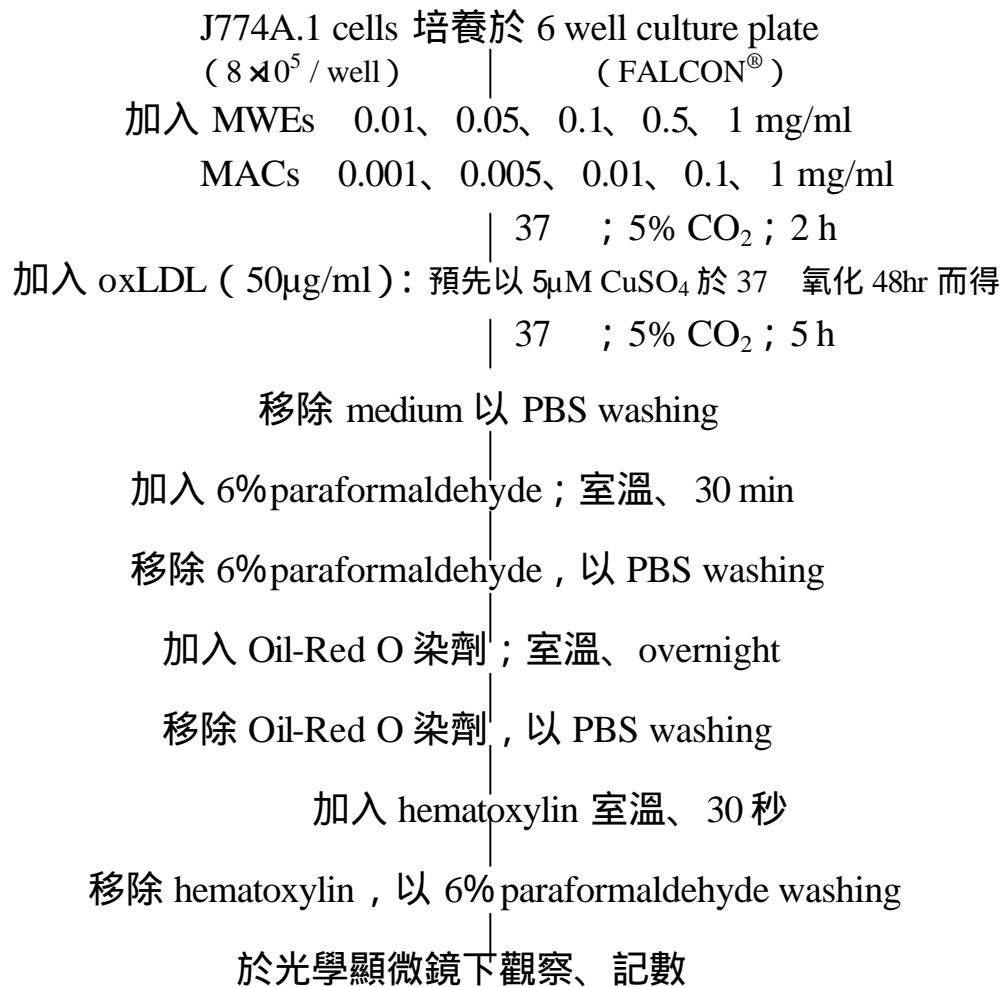 J774A.1 cells 培養於 6 well culture plate
（8×10⁵ / well） （FALCON®）
加入 MWEs 0.01、0.05、0.1、0.5、1 mg/ml
MACs 0.001、0.005、0.01、0.1、1 mg/ml
37 ；5% CO₂；2 h
加入 oxLDL（50μg/ml）：預先以 5μM CuSO₄ 於 37 氧化 48hr 而得
37 ；5% CO₂；5 h
移除 medium 以 PBS washing
加入 6%paraformaldehyde；室溫、30 min
移除 6%paraformaldehyde，以 PBS washing
加入 Oil-Red O 染劑；室溫、overnight
移除 Oil-Red O 染劑，以 PBS washing
加入 hematoxylin 室溫、30 秒
移除 hematoxylin，以 6% paraformaldehyde washing
於光學顯微鏡下觀察、記數